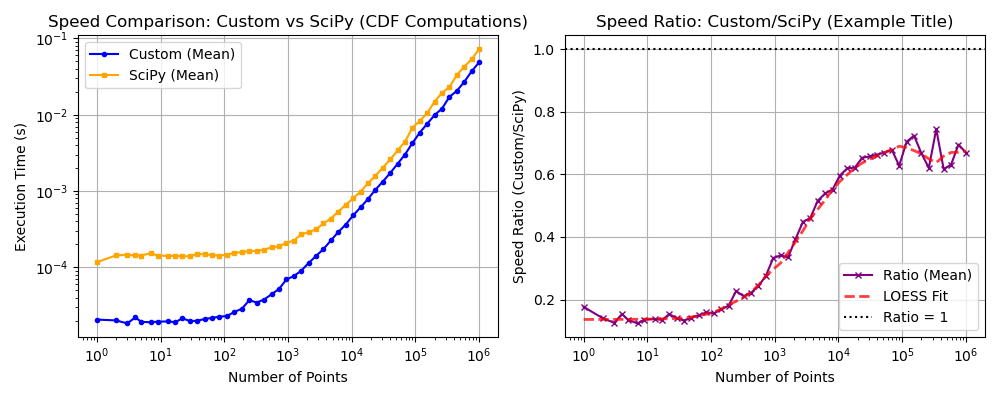 Speed Comparison: Custom vs SciPy (CDF Computations)
Execution Time (s)
10⁻¹
10⁻²
10⁻³
10⁻⁴
Custom (Mean)
SciPy (Mean)
10⁰ 10¹ 10² 10³ 10⁴ 10⁵ 10⁶
Number of Points
Speed Ratio: Custom/SciPy (Example Title)
Speed Ratio (Custom/SciPy)
1.0
0.8
0.6
0.4
0.2
Ratio (Mean)
LOESS Fit
Ratio = 1
10⁰ 10¹ 10² 10³ 10⁴ 10⁵ 10⁶
Number of Points